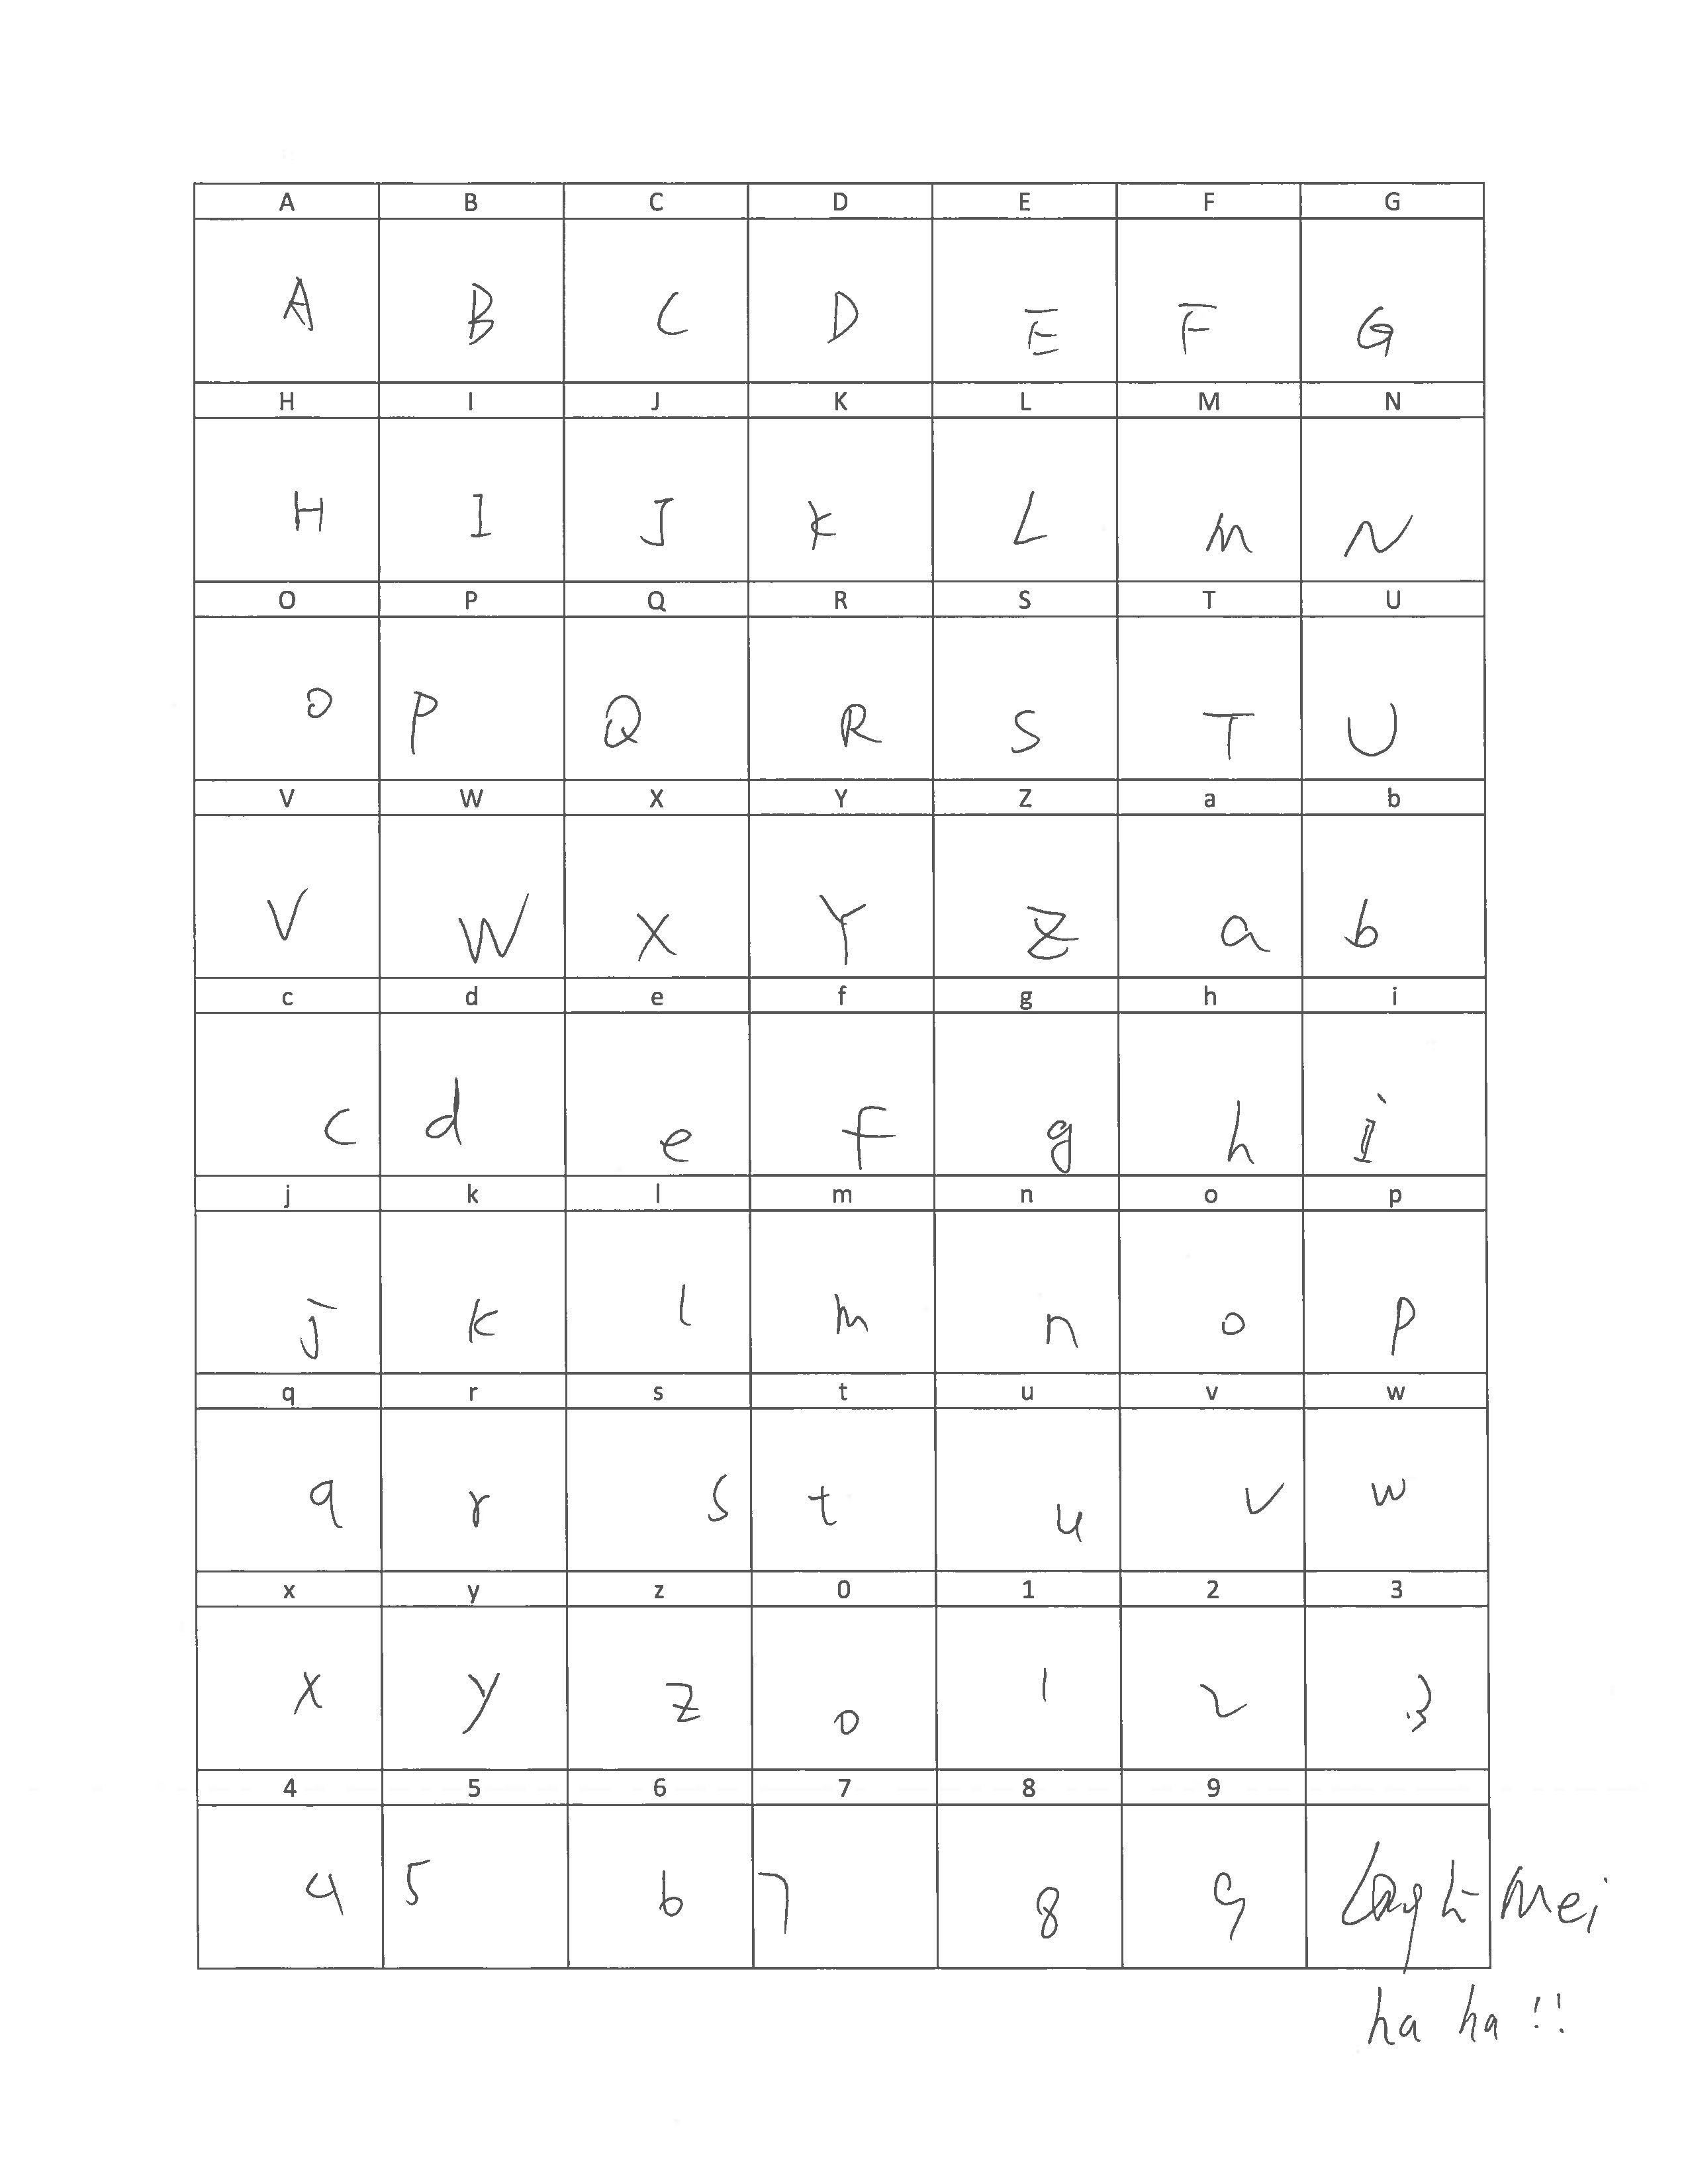 A B C D E F G
A B C D E F G
H I J K L M N
H I J K L M N
O P Q R S T U
O P Q R S T U
V W X Y Z a b
V W X Y Z a b
c d e f g h i
c d e f g h i
j k l m n o p
j k l m n o p
q r s t u v w
q r s t u v w
x y z 0 1 2 3
x y z 0 1 2 3
4 5 6 7 8 9
4 5 6 7 8 9 Mei
ha ha !!